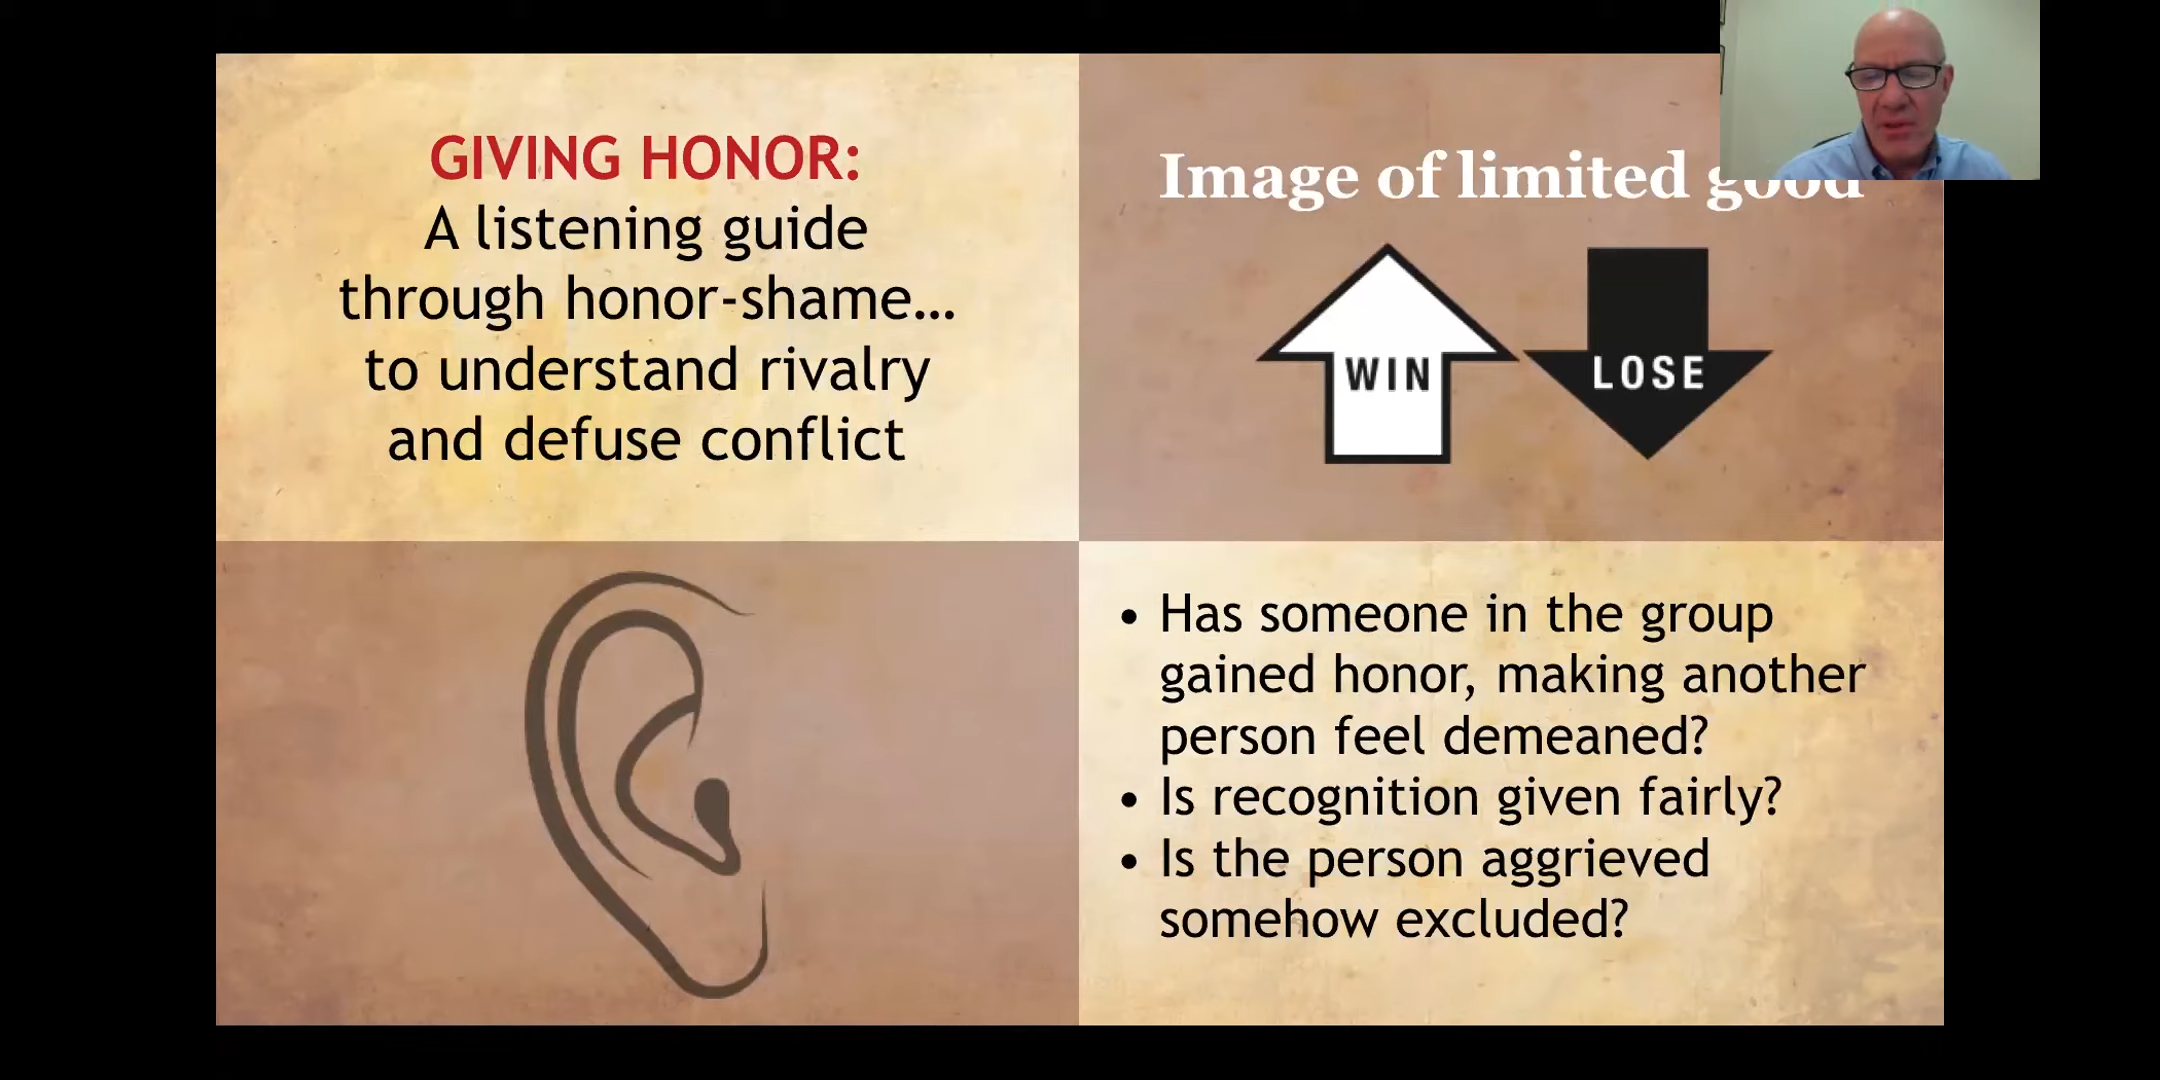 GIVING HONOR:
A listening guide
through honor-shame…
to understand rivalry
and defuse conflict
Image of limited good
WIN
LOSE
• Has someone in the group
gained honor, making another
person feel demeaned?
• Is recognition given fairly?
• Is the person aggrieved
somehow excluded?